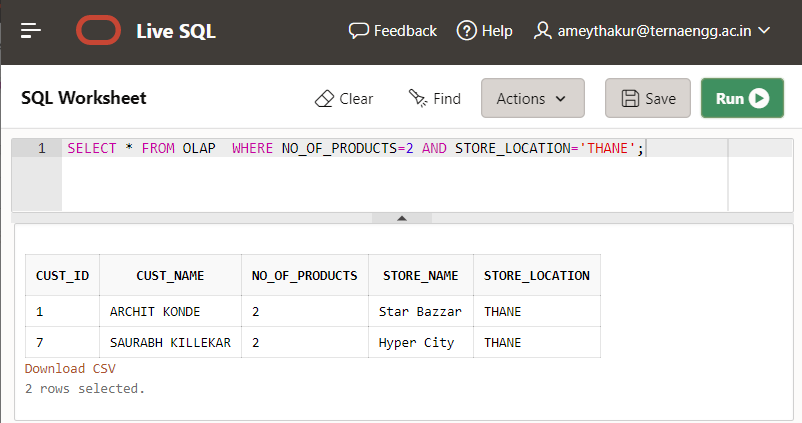 Live SQL Feedback Help ameythakur@ternaengg.ac.in
SQL Worksheet Clear Find Actions Save Run
1 SELECT * FROM OLAP  WHERE NO_OF_PRODUCTS=2 AND STORE_LOCATION='THANE';
CUST_ID CUST_NAME NO_OF_PRODUCTS STORE_NAME STORE_LOCATION
1 ARCHIT KONDE 2 Star Bazzar THANE
7 SAURABH KILLEKAR 2 Hyper City THANE
Download CSV
2 rows selected.